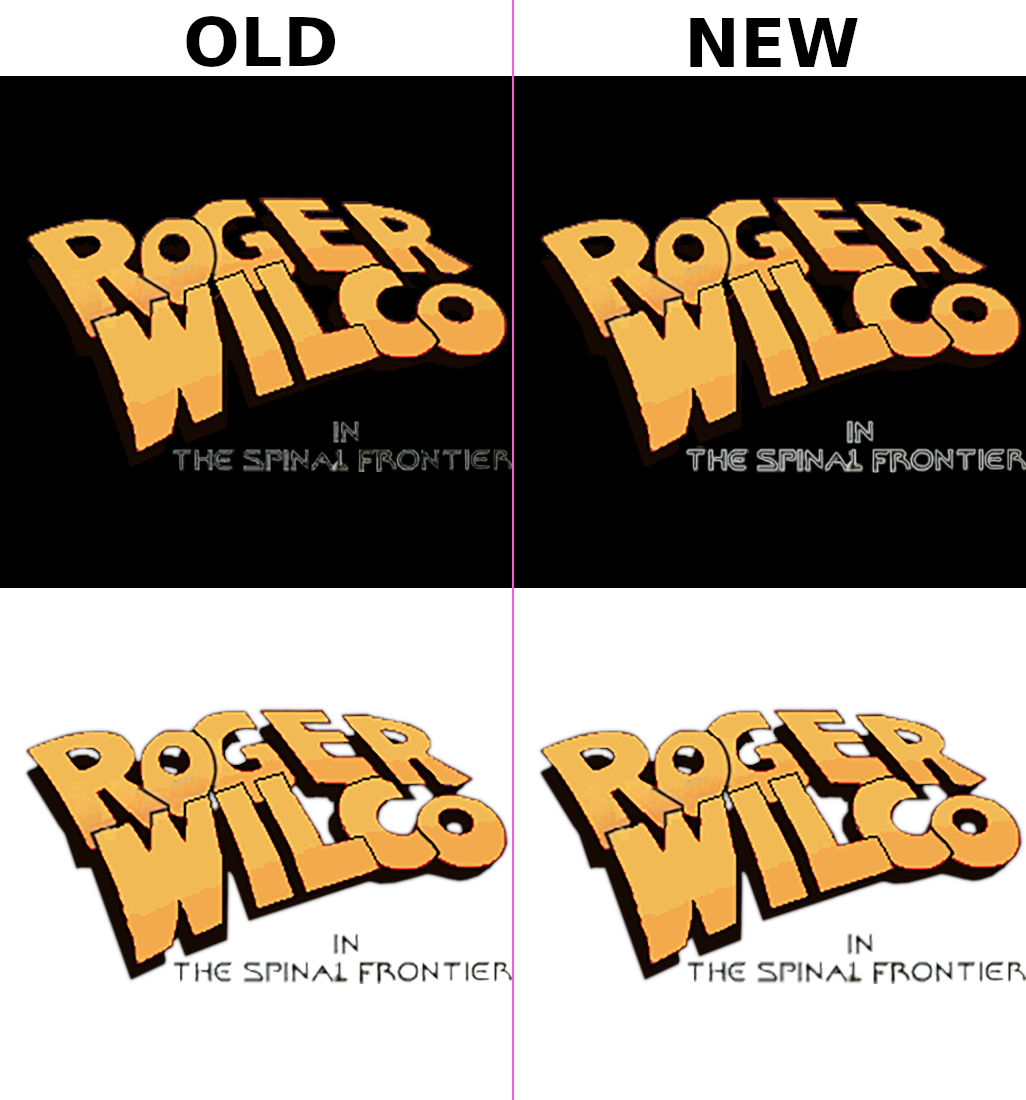 OLD
NEW
ROGER
WILCO
IN
THE SPINAL FRONTIER
ROGER
WILCO
IN
THE SPINAL FRONTIER
ROGER
WILCO
IN
THE SPINAL FRONTIER
ROGER
WILCO
IN
THE SPINAL FRONTIER